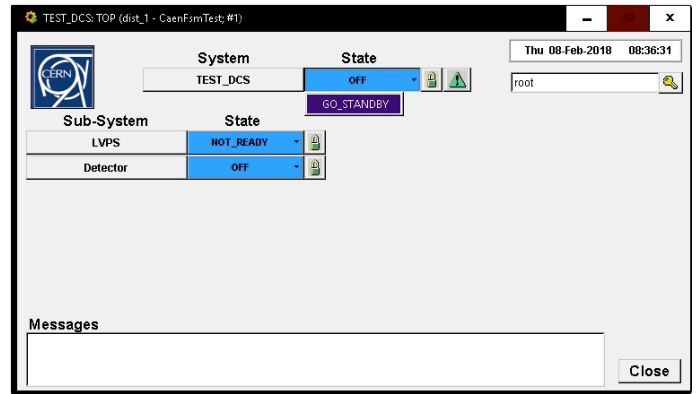 TEST_DCS: TOP (dist_1 - CaenFsmTest; #1)
CERN
System State
Thu 08-Feb-2018 08:36:31
TEST_DCS OFF
root
GO_STANDBY
Sub-System State
LVPS NOT_READY
Detector OFF
Messages
Close